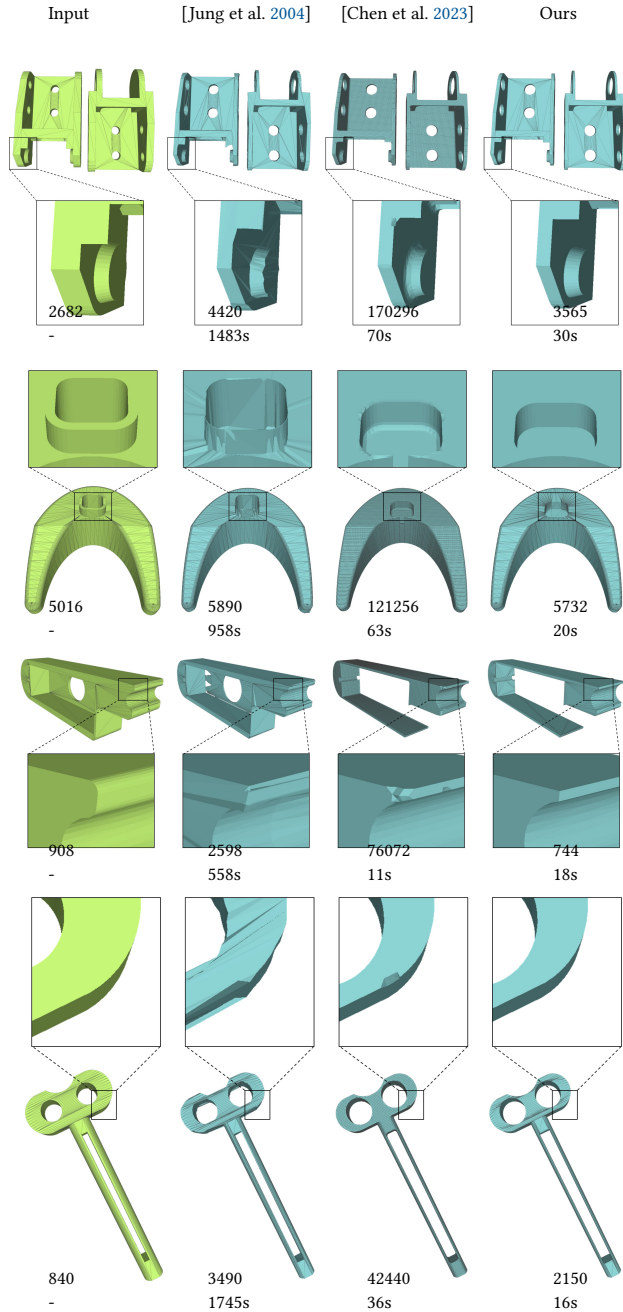 Input [Jung et al. 2004] [Chen et al. 2023] Ours
2682 4420 170296 3565
- 1483s 70s 30s
5016 5890 121256 5732
- 958s 63s 20s
908 2598 76072 744
- 558s 11s 18s
840 3490 42440 2150
- 1745s 36s 16s